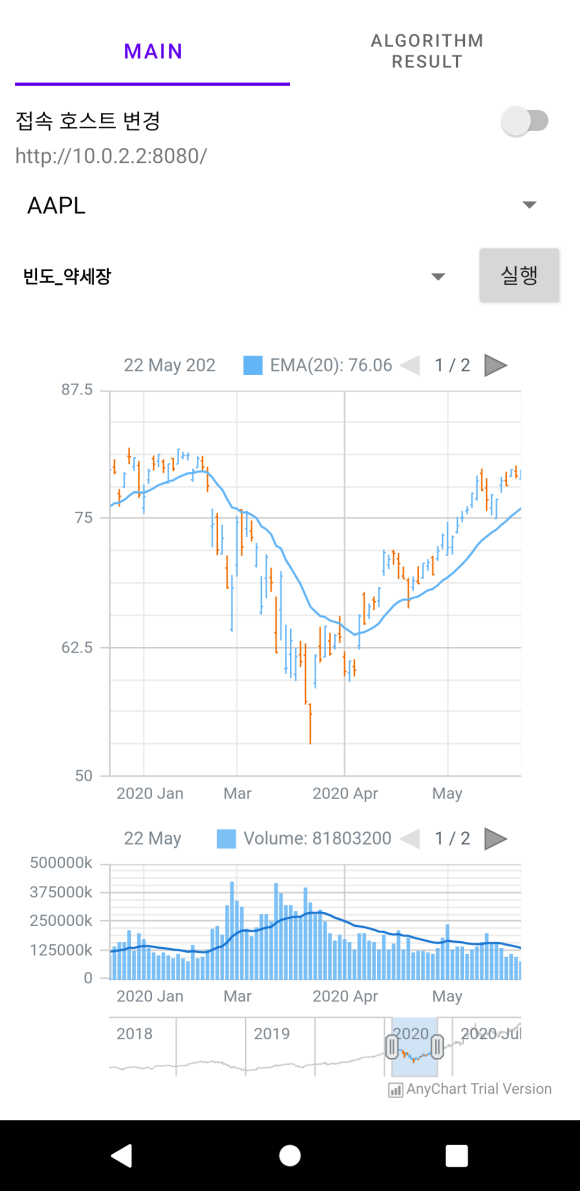 MAIN
ALGORITHM
RESULT
접속 호스트 변경
http://10.0.2.2:8080/
AAPL
빈도_약세장
실행
22 May 202 EMA(20): 76.06 1 / 2
87.5
75
62.5
50
2020 Jan Mar 2020 Apr May
22 May Volume: 81803200 1 / 2
500000k
375000k
250000k
125000k
0
2020 Jan Mar 2020 Apr May
2018 2019 2020 2020 Jul
AnyChart Trial Version